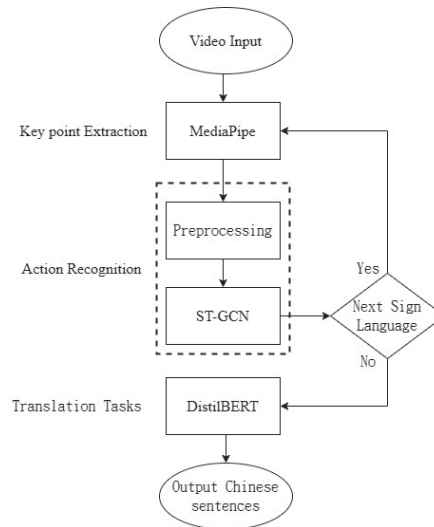 Video Input
Key point Extraction
MediaPipe
Preprocessing
Action Recognition
Yes
ST-GCN
Next Sign
Language
No
Translation Tasks
DistilBERT
Output Chinese
sentences